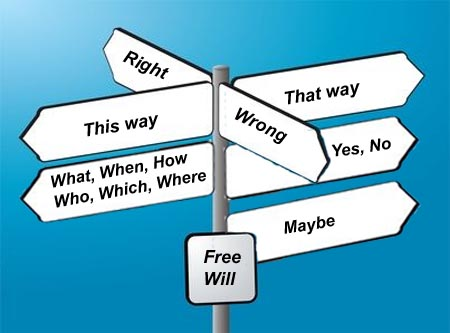 Right
That way
This way
Wrong
Yes, No
What, When, How
Who, Which, Where
Maybe
Free
Will